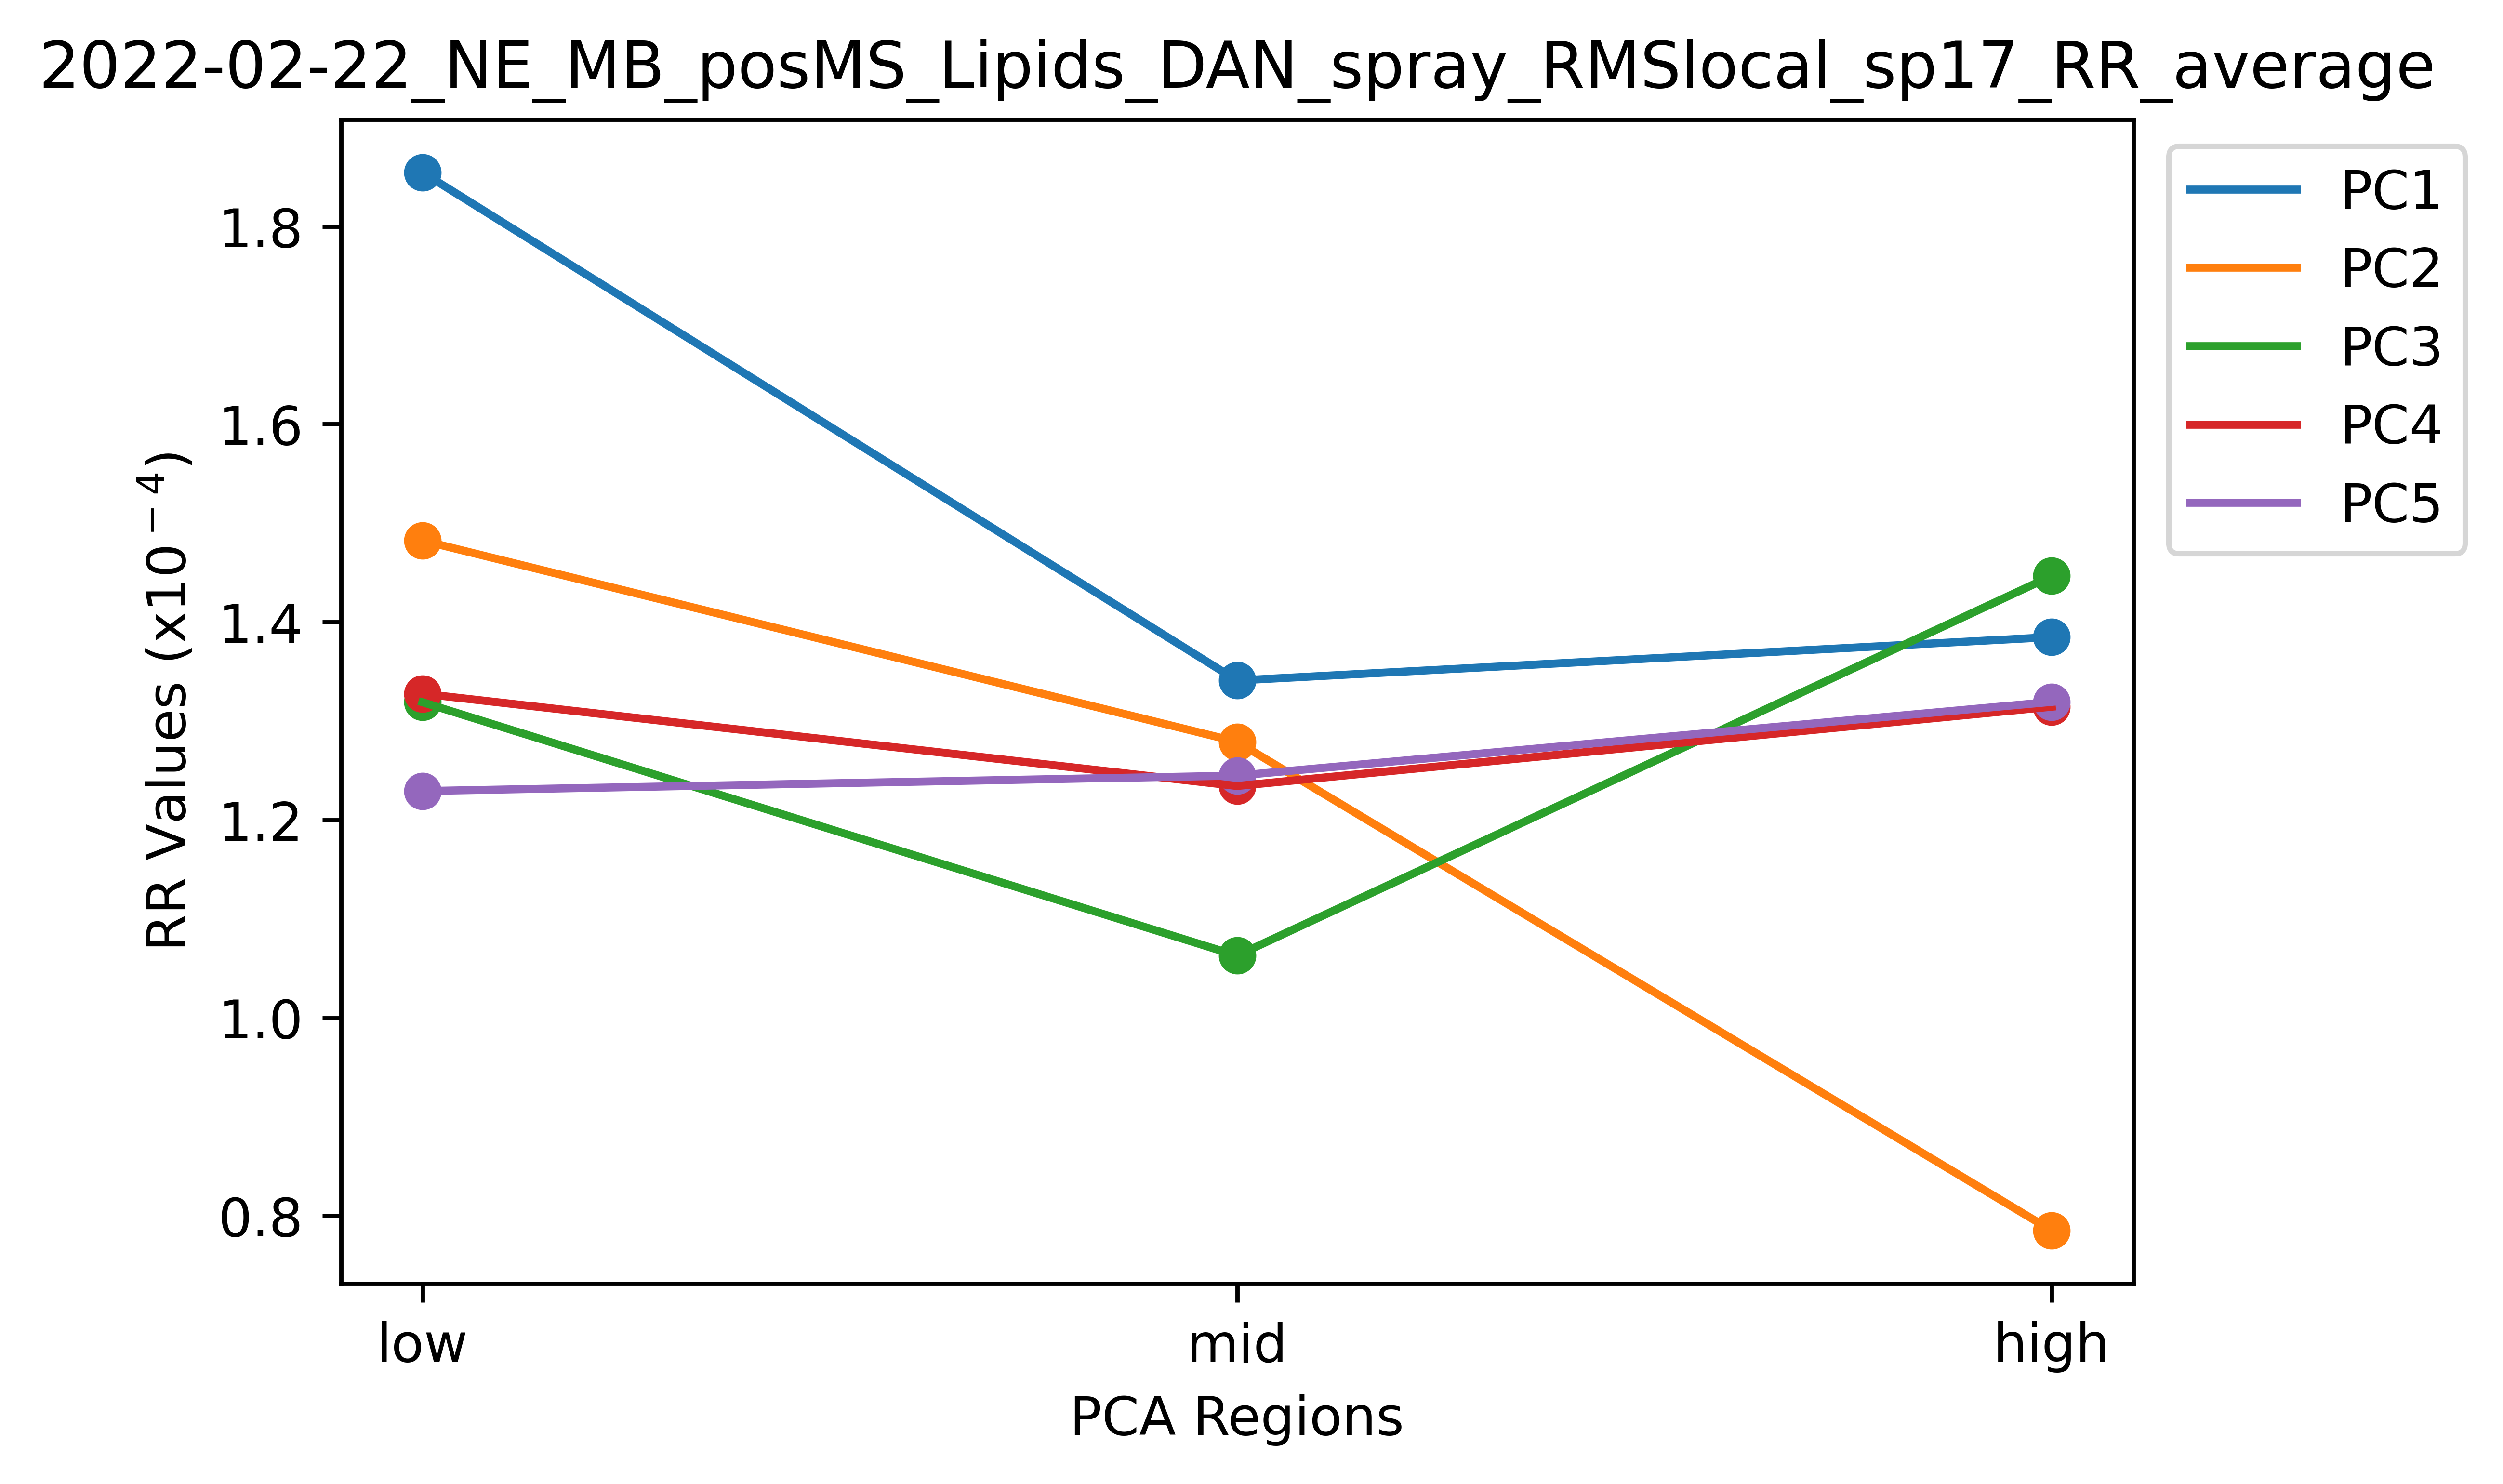 2022-02-22_NE_MB_posMS_Lipids_DAN_spray_RMSlocal_sp17_RR_average
PC1
PC2
PC3
PC4
PC5
1.8
1.6
1.4
1.2
1.0
0.8
RR Values (x10⁻⁴)
low mid high
PCA Regions